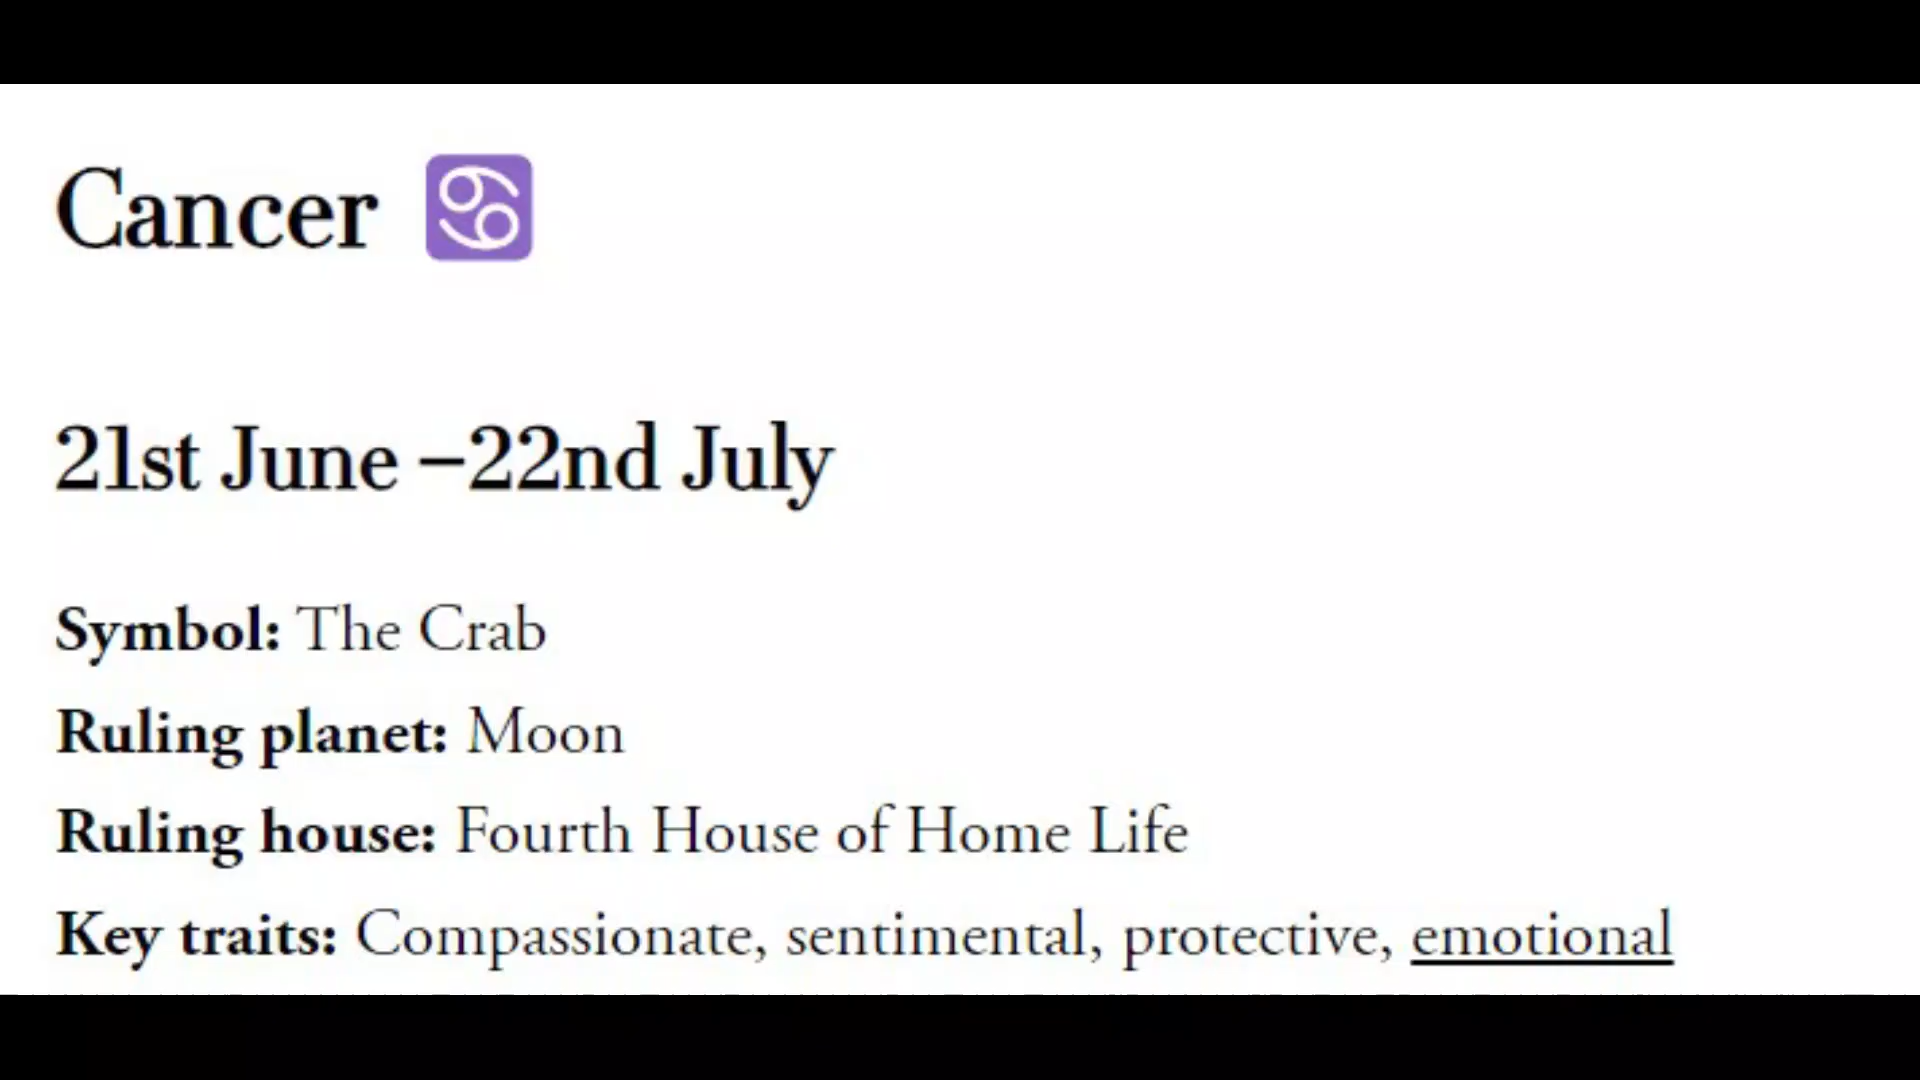 Cancer ♋
21st June –22nd July
Symbol: The Crab
Ruling planet: Moon
Ruling house: Fourth House of Home Life
Key traits: Compassionate, sentimental, protective, emotional